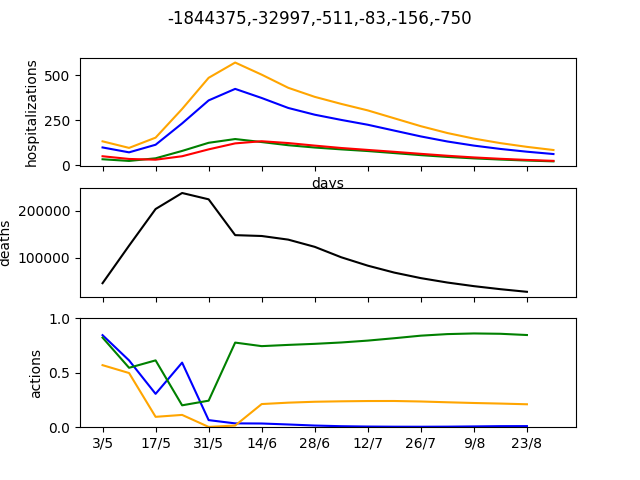 -1844375,-32997,-511,-83,-156,-750
hospitalizations
500
250
0
days
deaths
200000
100000
actions
1.0
0.5
0.0
3/5 17/5 31/5 14/6 28/6 12/7 26/7 9/8 23/8